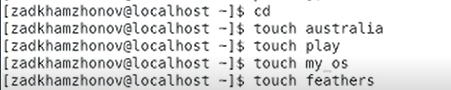 [zadkhamzhonov@localhost ~]$ cd
[zadkhamzhonov@localhost ~]$ touch australia
[zadkhamzhonov@localhost ~]$ touch play
[zadkhamzhonov@localhost ~]$ touch my_os
[zadkhamzhonov@localhost ~]$ touch feathers